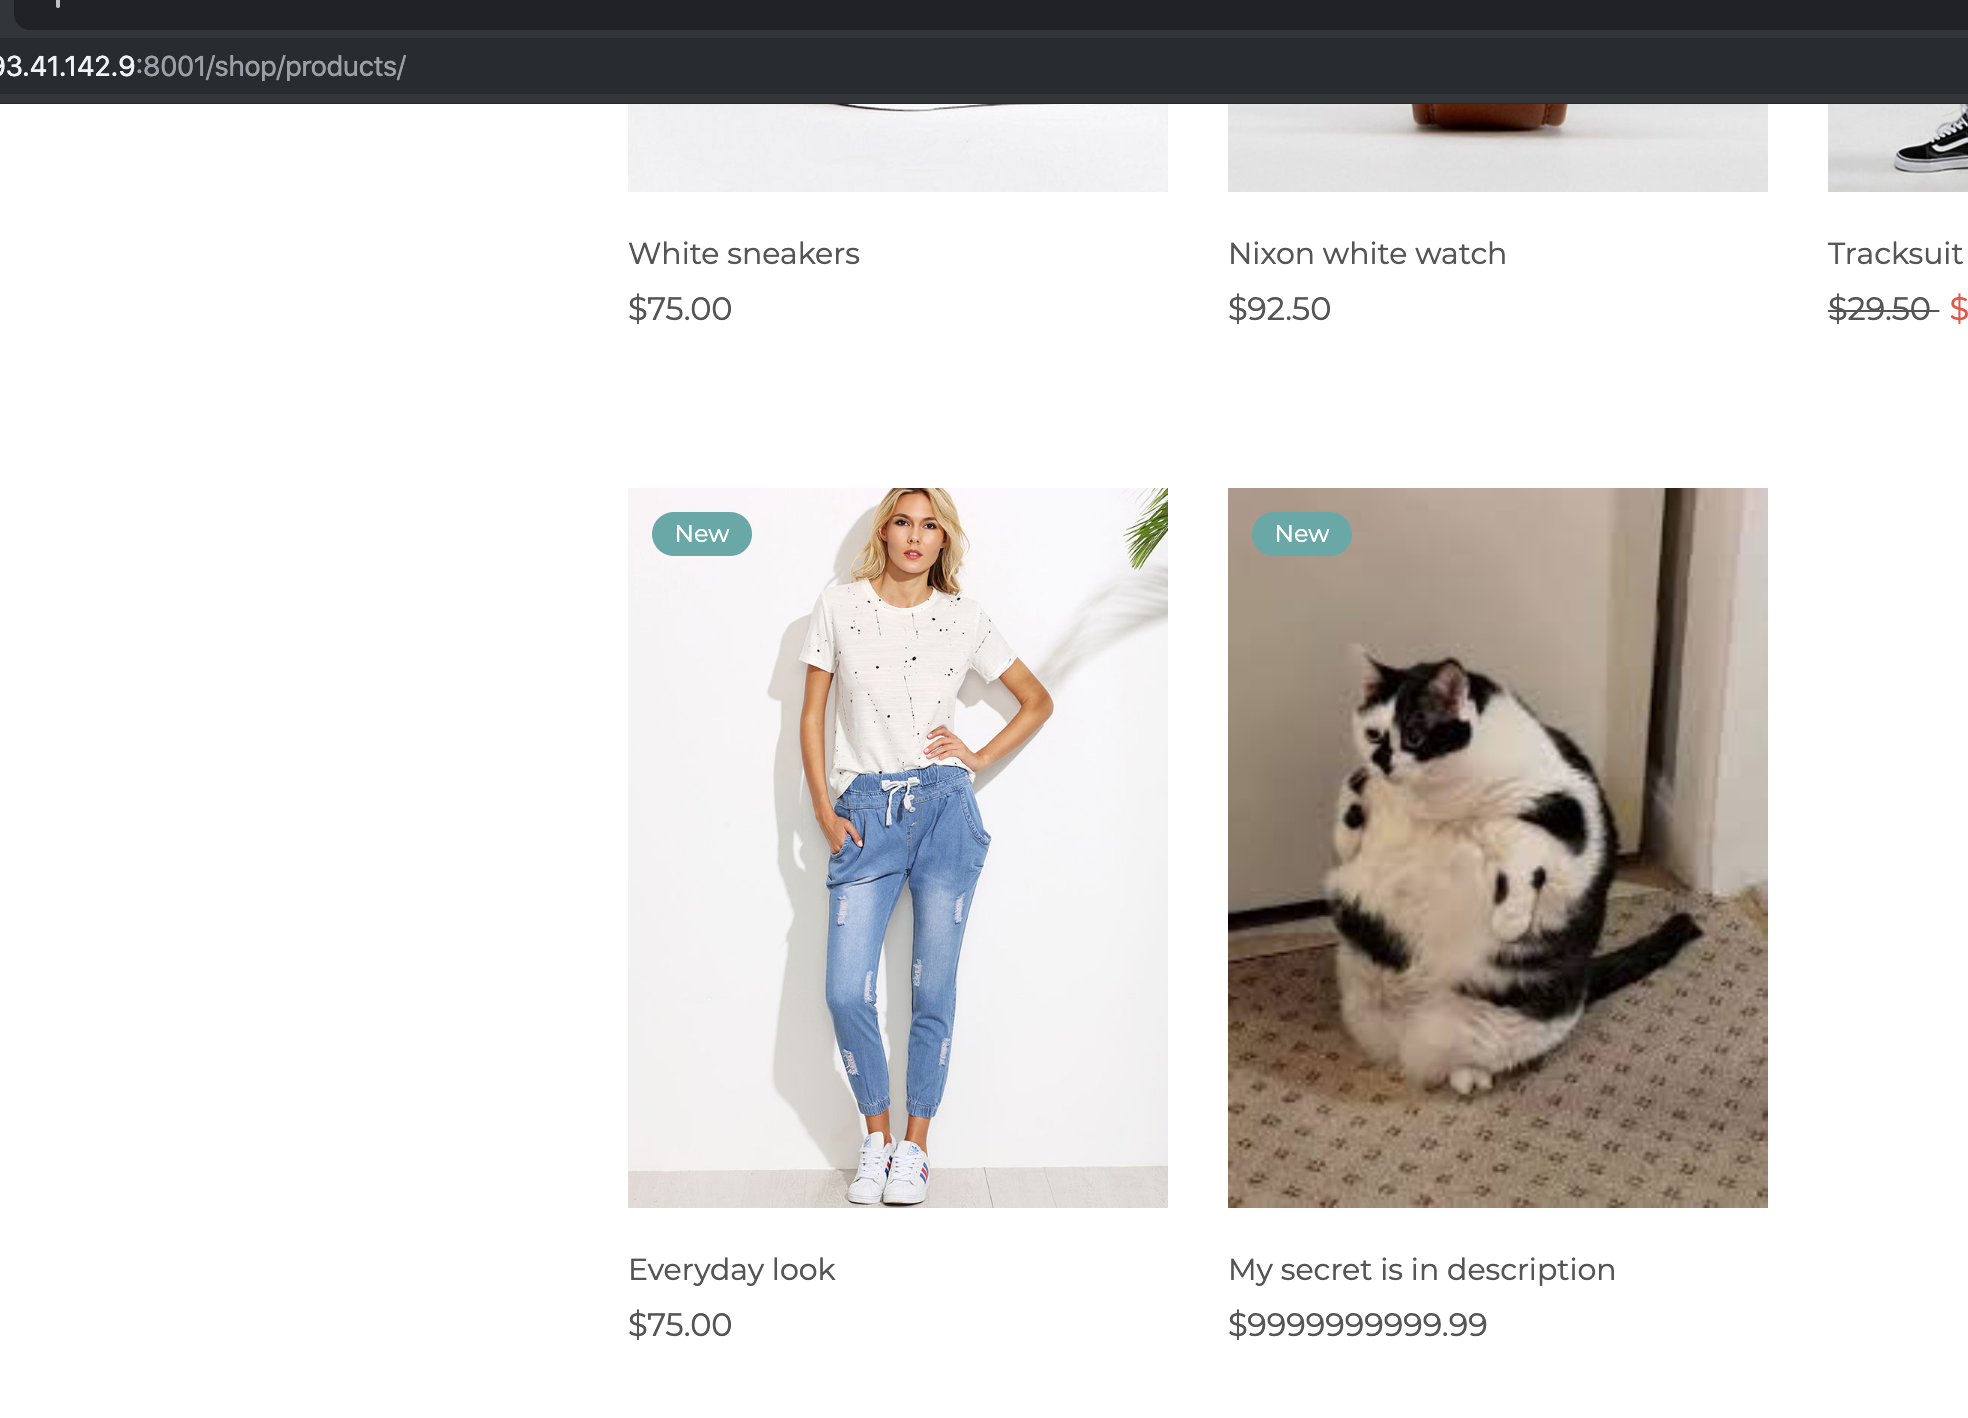 93.41.142.9:8001/shop/products/
White sneakers
$75.00
Nixon white watch
$92.50
Tracksuit
$29.50 $
New
New
Everyday look
$75.00
My secret is in description
$9999999999.99